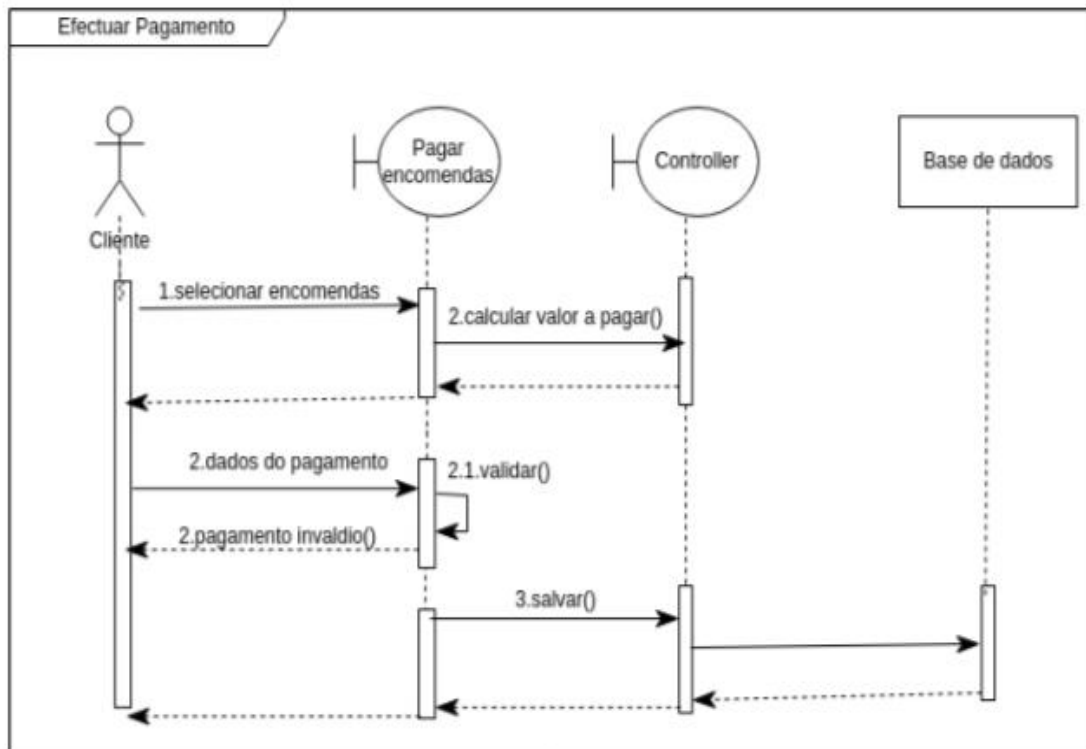 Efectuar Pagamento
Pagar
encomendas
Controller
Base de dados
Cliente
1.selecionar encomendas
2.calcular valor a pagar()
2.dados do pagamento
2.1.validar()
2.pagamento invaldio()
3.salvar()